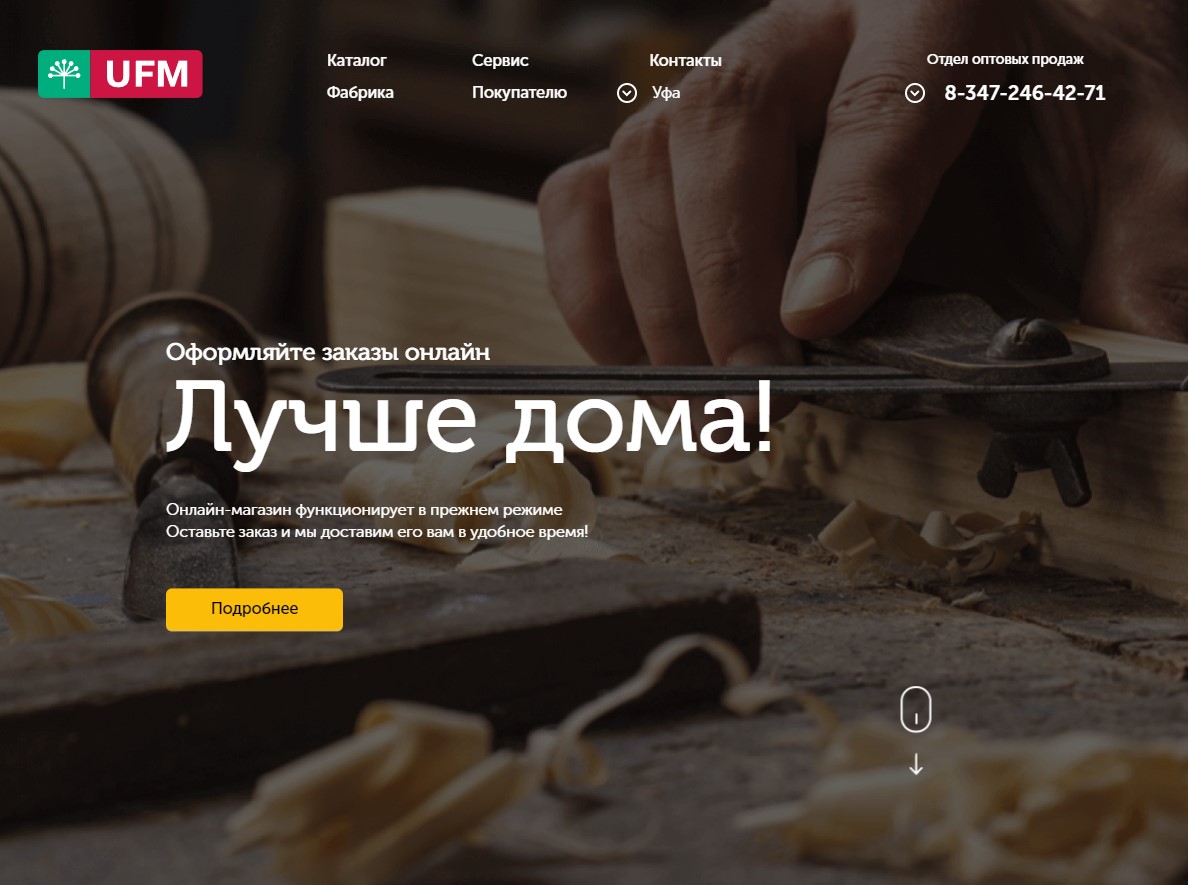 UFM
Каталог
Сервис
Контакты
Отдел оптовых продаж
Фабрика
Покупателю
Уфа
8-347-246-42-71
Оформляйте заказы онлайн
Лучше дома!
Онлайн-магазин функционирует в прежнем режиме
Оставьте заказ и мы доставим его вам в удобное время!
Подробнее